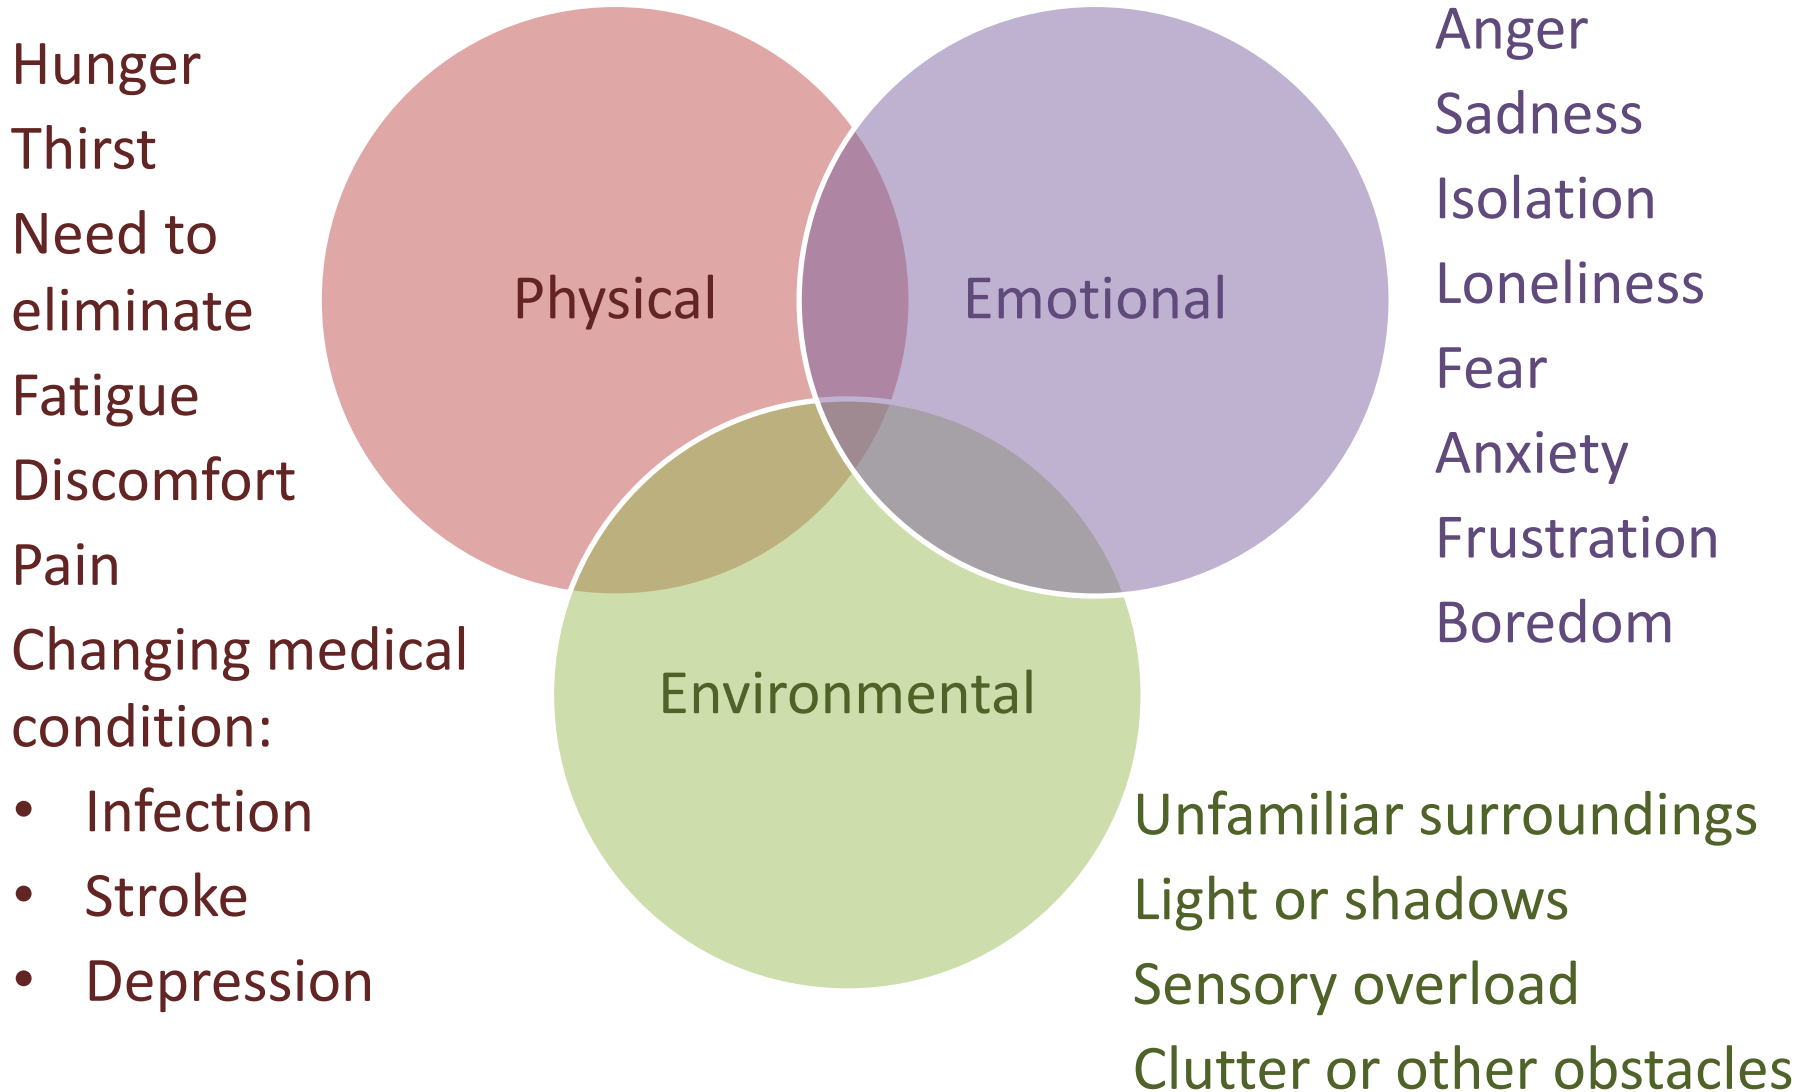 Hunger
Thirst
Need to
eliminate
Fatigue
Discomfort
Pain
Changing medical
condition:
• Infection
• Stroke
• Depression
Physical
Emotional
Environmental
Anger
Sadness
Isolation
Loneliness
Fear
Anxiety
Frustration
Boredom
Unfamiliar surroundings
Light or shadows
Sensory overload
Clutter or other obstacles